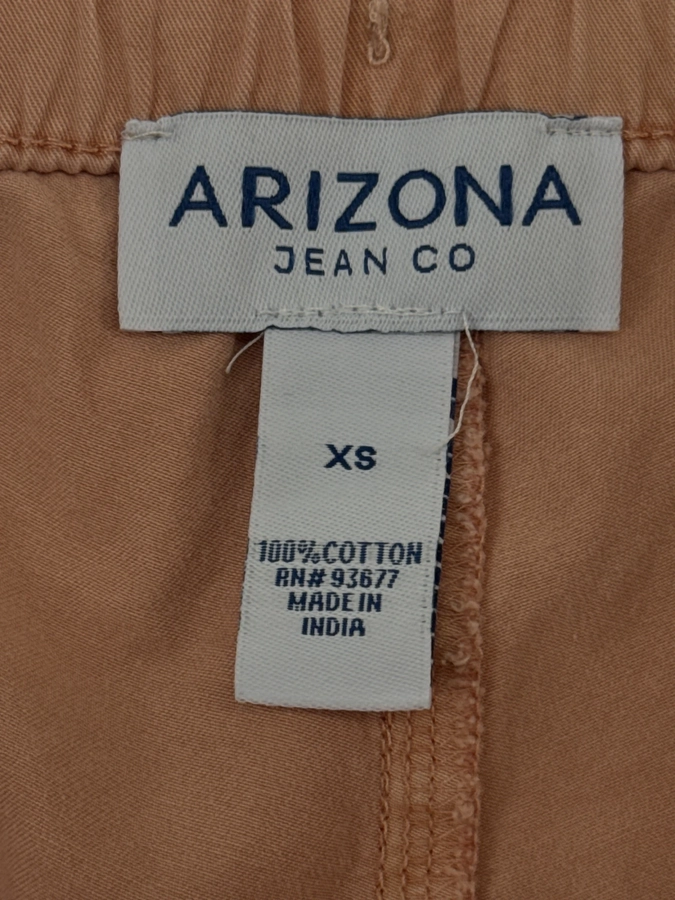 ARIZONA
JEAN CO
XS
100% COTTON
RN# 93677
MADE IN
INDIA